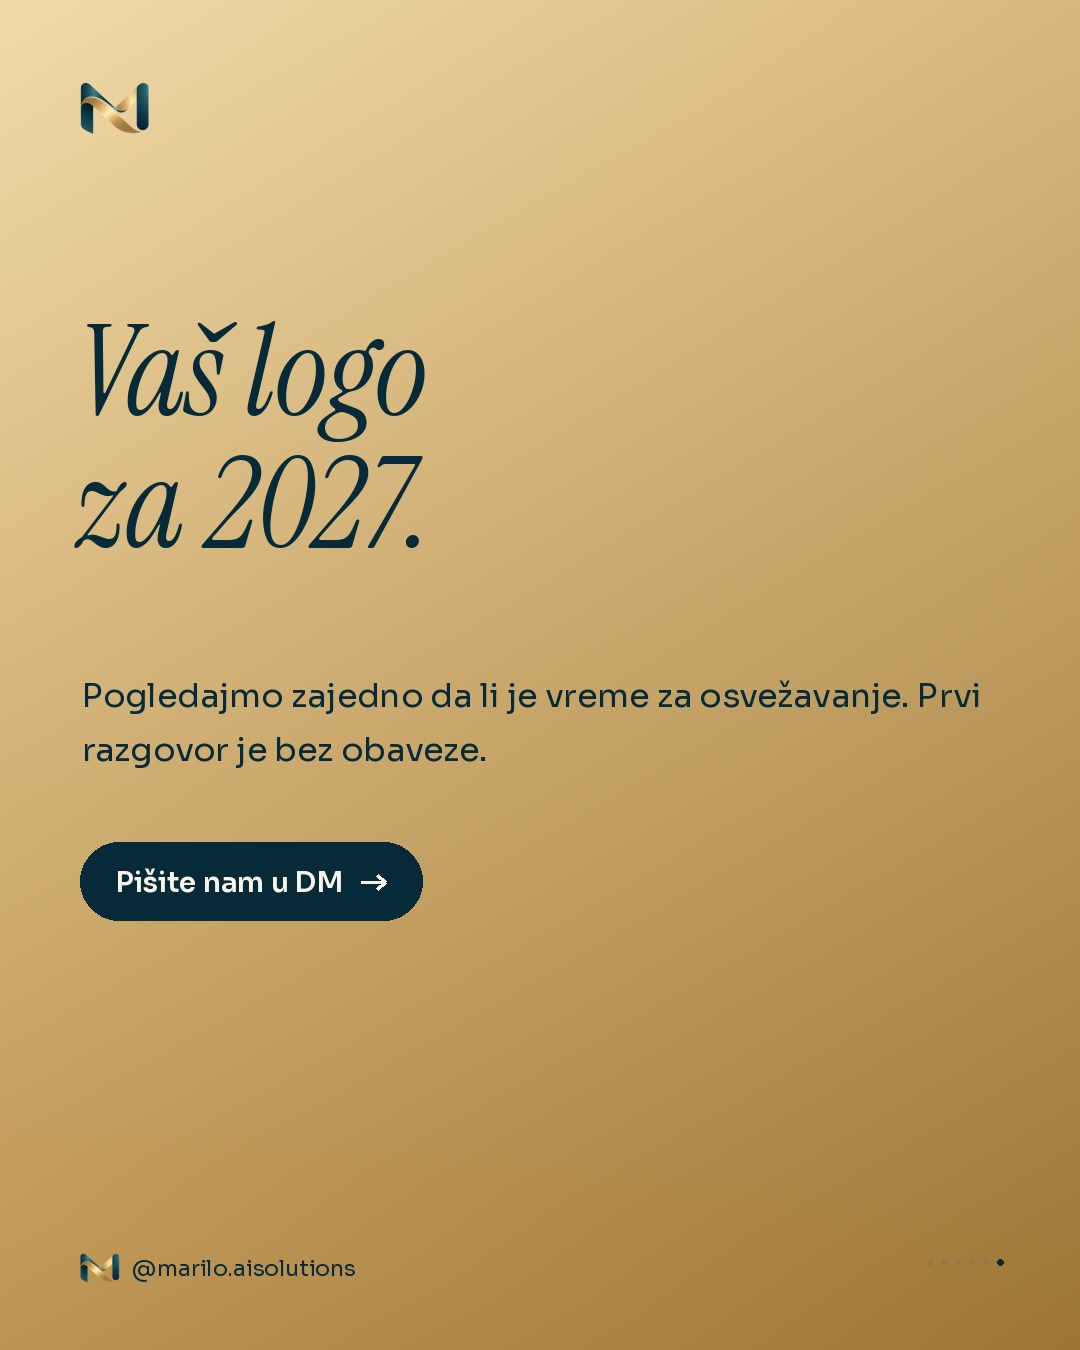 Vaš logo
za 2027.
Pogledajmo zajedno da li je vreme za osvežavanje. Prvi
razgovor je bez obaveze.
Pišite nam u DM →
@marilo.aisolutions